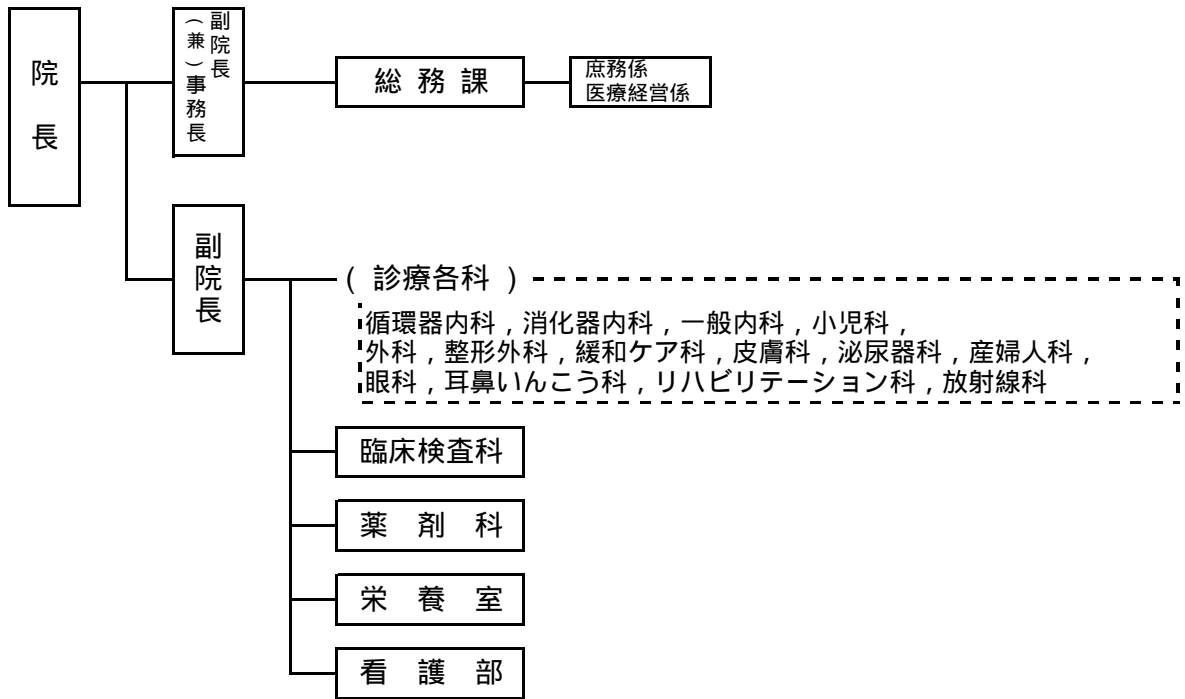 院長
副院長
(兼)事務長
総務課
庶務係
医療経営係
副院長
(診療各科)
循環器内科,消化器内科,一般内科,小児科,
外科,整形外科,緩和ケア科,皮膚科,泌尿器科,産婦人科,
眼科,耳鼻いんこう科,リハビリテーション科,放射線科
臨床検査科
薬剤科
栄養室
看護部